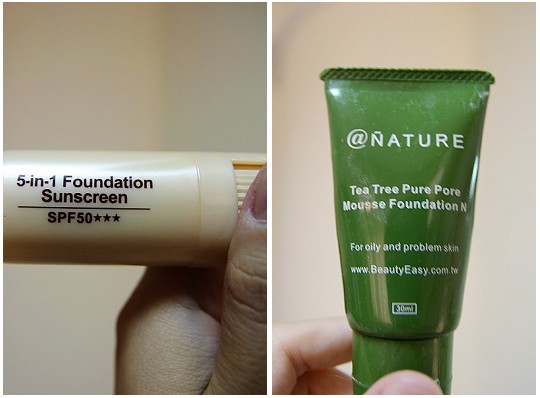 5-in-1 Foundation
Sunscreen
SPF50★★★
@ÑATURE
Tea Tree Pure Pore
Mousse Foundation N
For oily and problem skin
www.BeautyEasy.com.tw
30ml